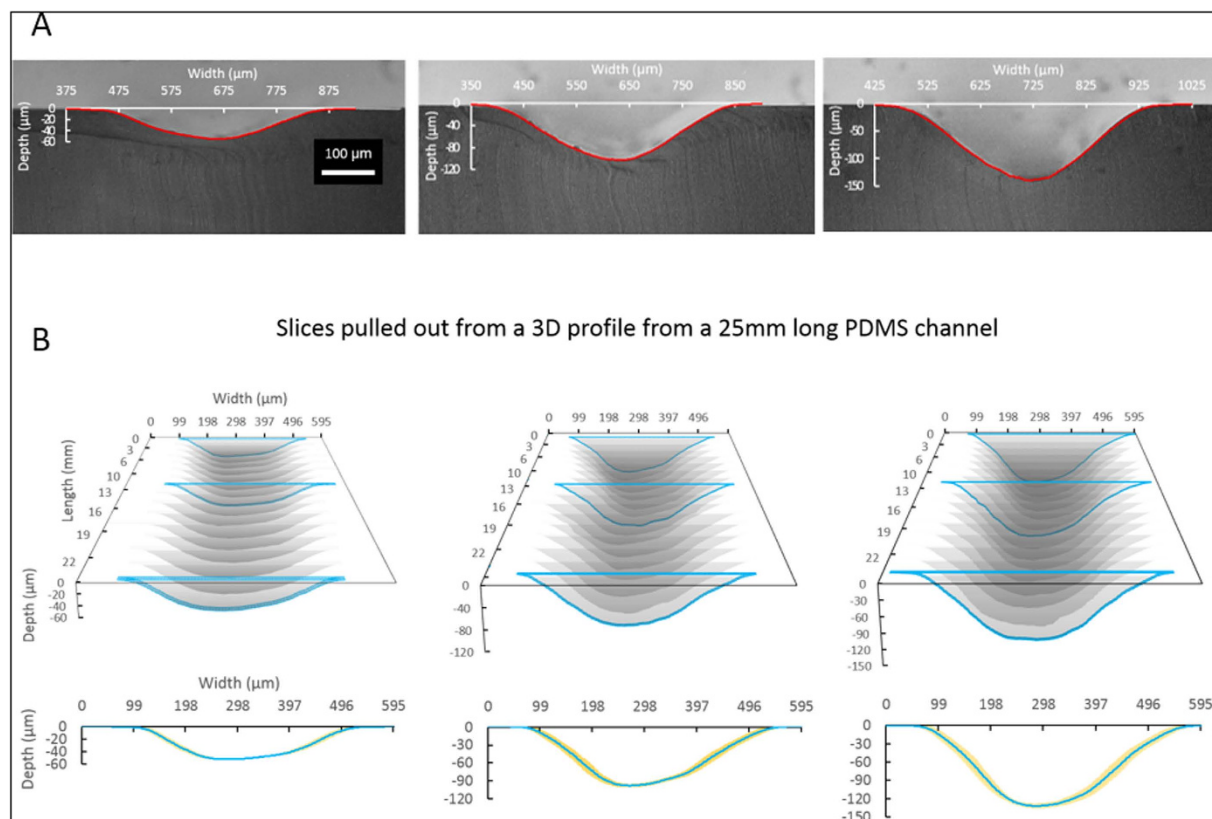 A
Width (µm)
375 475 575 675 775 875
0
-40
-80
Depth (µm)
100 µm
Width (µm)
350 450 550 650 750 850
0
-40
-80
-120
Depth (µm)
Width (µm)
425 525 625 725 825 925 1025
0
-50
-100
-150
Depth (µm)
Slices pulled out from a 3D profile from a 25mm long PDMS channel
B
Width (µm)
0 99 198 298 397 496 595
Length (mm)
0
3
6
10
13
16
19
22
Depth (µm)
0
-20
-40
-60
0 99 198 298 397 496
0
3
6
10
13
16
19
22
0
-40
-80
-120
0 99 198 298 397 496 595
0
3
6
10
13
16
19
22
0
-30
-60
-90
-120
-150
Width (µm)
0 99 198 298 397 496 595
Depth (µm)
0
-20
-40
-60
0 99 198 298 397 496 595
0
-30
-60
-90
-120
0 99 198 298 397 496 595
0
-30
-60
-90
-120
-150